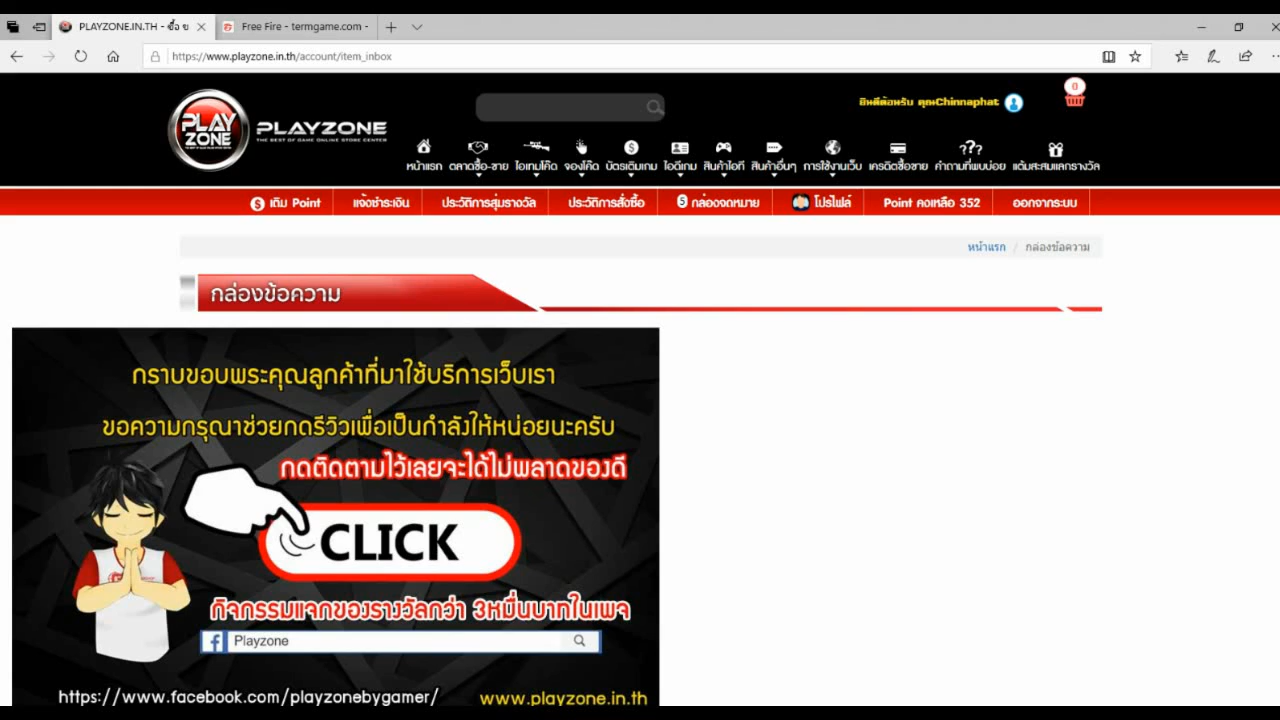 PLAYZONE.IN.TH - ซื้อ ข
Free Fire - termgame.com -
https://www.playzone.in.th/account/item_inbox
ยินดีต้อนรับ คุณChinnaphat
0
PLAY ZONE
PLAYZONE
THE BEST OF GAME ONLINE STORE CENTER
หน้าแรก ตลาดซื้อ-ขาย ไอเทมโค๊ด จองโค๊ด บัตรเติมเกม ไอดีเกม สินค้าไอที สินค้าอื่นๆ การใช้งานเว็บ เครดิตซื้อขาย คำถามที่พบบ่อย แต้มสะสมแลกรางวัล
เติม Point แจ้งชำระเงิน ประวัติการสุ่มรางวัล ประวัติการสั่งซื้อ 5 กล่องจดหมาย โปรไฟล์ Point คงเหลือ 352 ออกจากระบบ
หน้าแรก / กล่องข้อความ
กล่องข้อความ
กราบขอบพระคุณลูกค้าที่มาใช้บริการเว็บเรา
ขอความกรุณาช่วยกดรีวิวเพื่อเป็นกำลังให้หน่อยนะครับ
กดติดตามไว้เลยจะได้ไม่พลาดของดี
CLICK
กิจกรรมแจกของรางวัลกว่า 3หมื่นบาทในเพจ
Playzone
https://www.facebook.com/playzonebygamer/ www.playzone.in.th